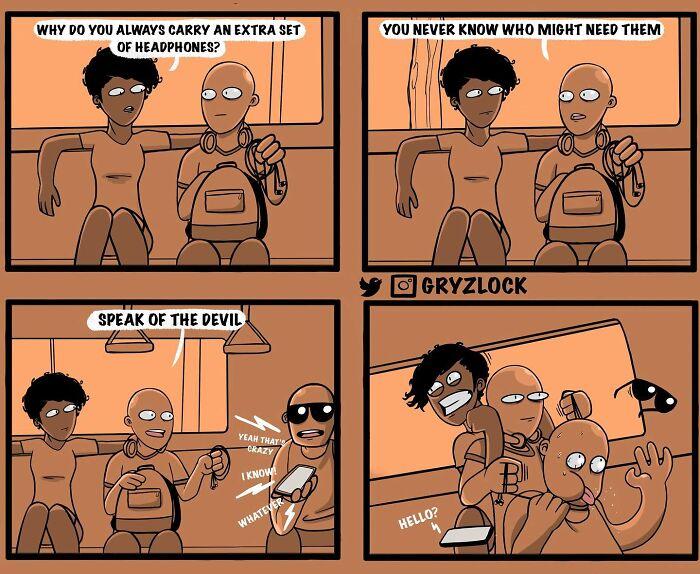 WHY DO YOU ALWAYS CARRY AN EXTRA SET
OF HEADPHONES?
YOU NEVER KNOW WHO MIGHT NEED THEM
GRYZLOCK
SPEAK OF THE DEVIL
YEAH THAT'S
CRAZY
I KNOW!
WHATEVER
HELLO?